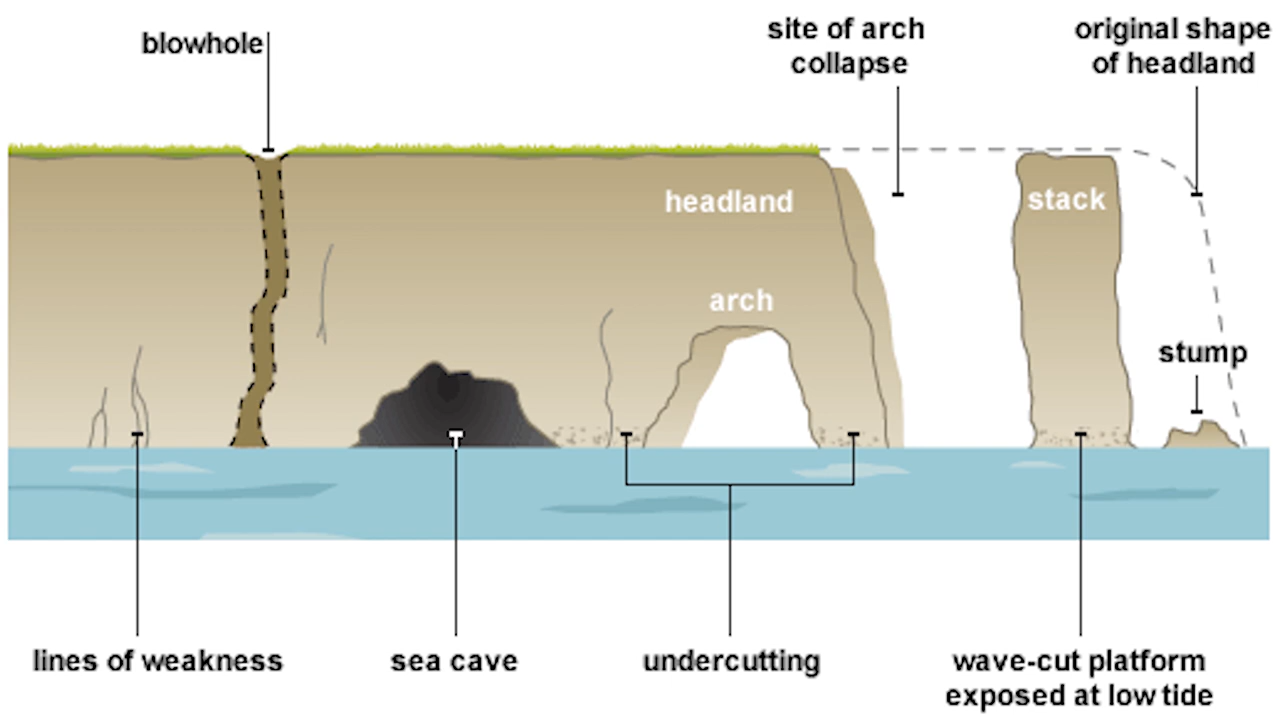 blowhole
site of arch
collapse
original shape
of headland
headland
stack
arch
stump
lines of weakness
sea cave
undercutting
wave-cut platform
exposed at low tide